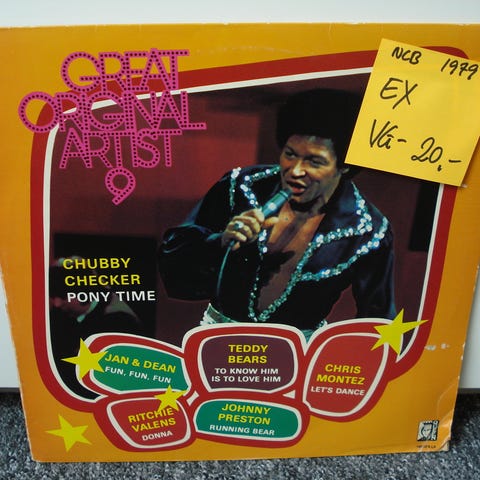 GREAT
ORIGINAL
ARTIST
9
NCB 1979
EX
VG- 20,-
CHUBBY
CHECKER
PONY TIME
JAN & DEAN
FUN, FUN, FUN
TEDDY
BEARS
TO KNOW HIM
IS TO LOVE HIM
CHRIS
MONTEZ
LET'S DANCE
RITCHIE
VALENS
DONNA
JOHNNY
PRESTON
RUNNING BEAR